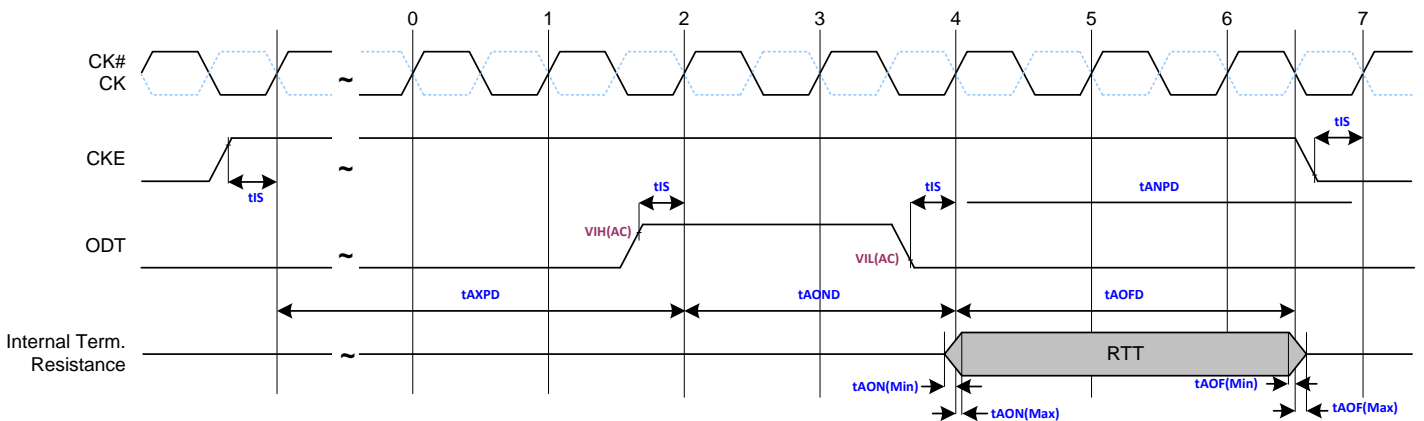 0 1 2 3 4 5 6 7
CK#
CK
tIS
CKE
tIS
tIS
tIS
tANPD
VIH(AC)
ODT
VIL(AC)
tAXPD
tAOND
tAOFD
Internal Term.
Resistance
~
~
~
~
RTT
tAON(Min)
tAOF(Min)
tAON(Max)
tAOF(Max)